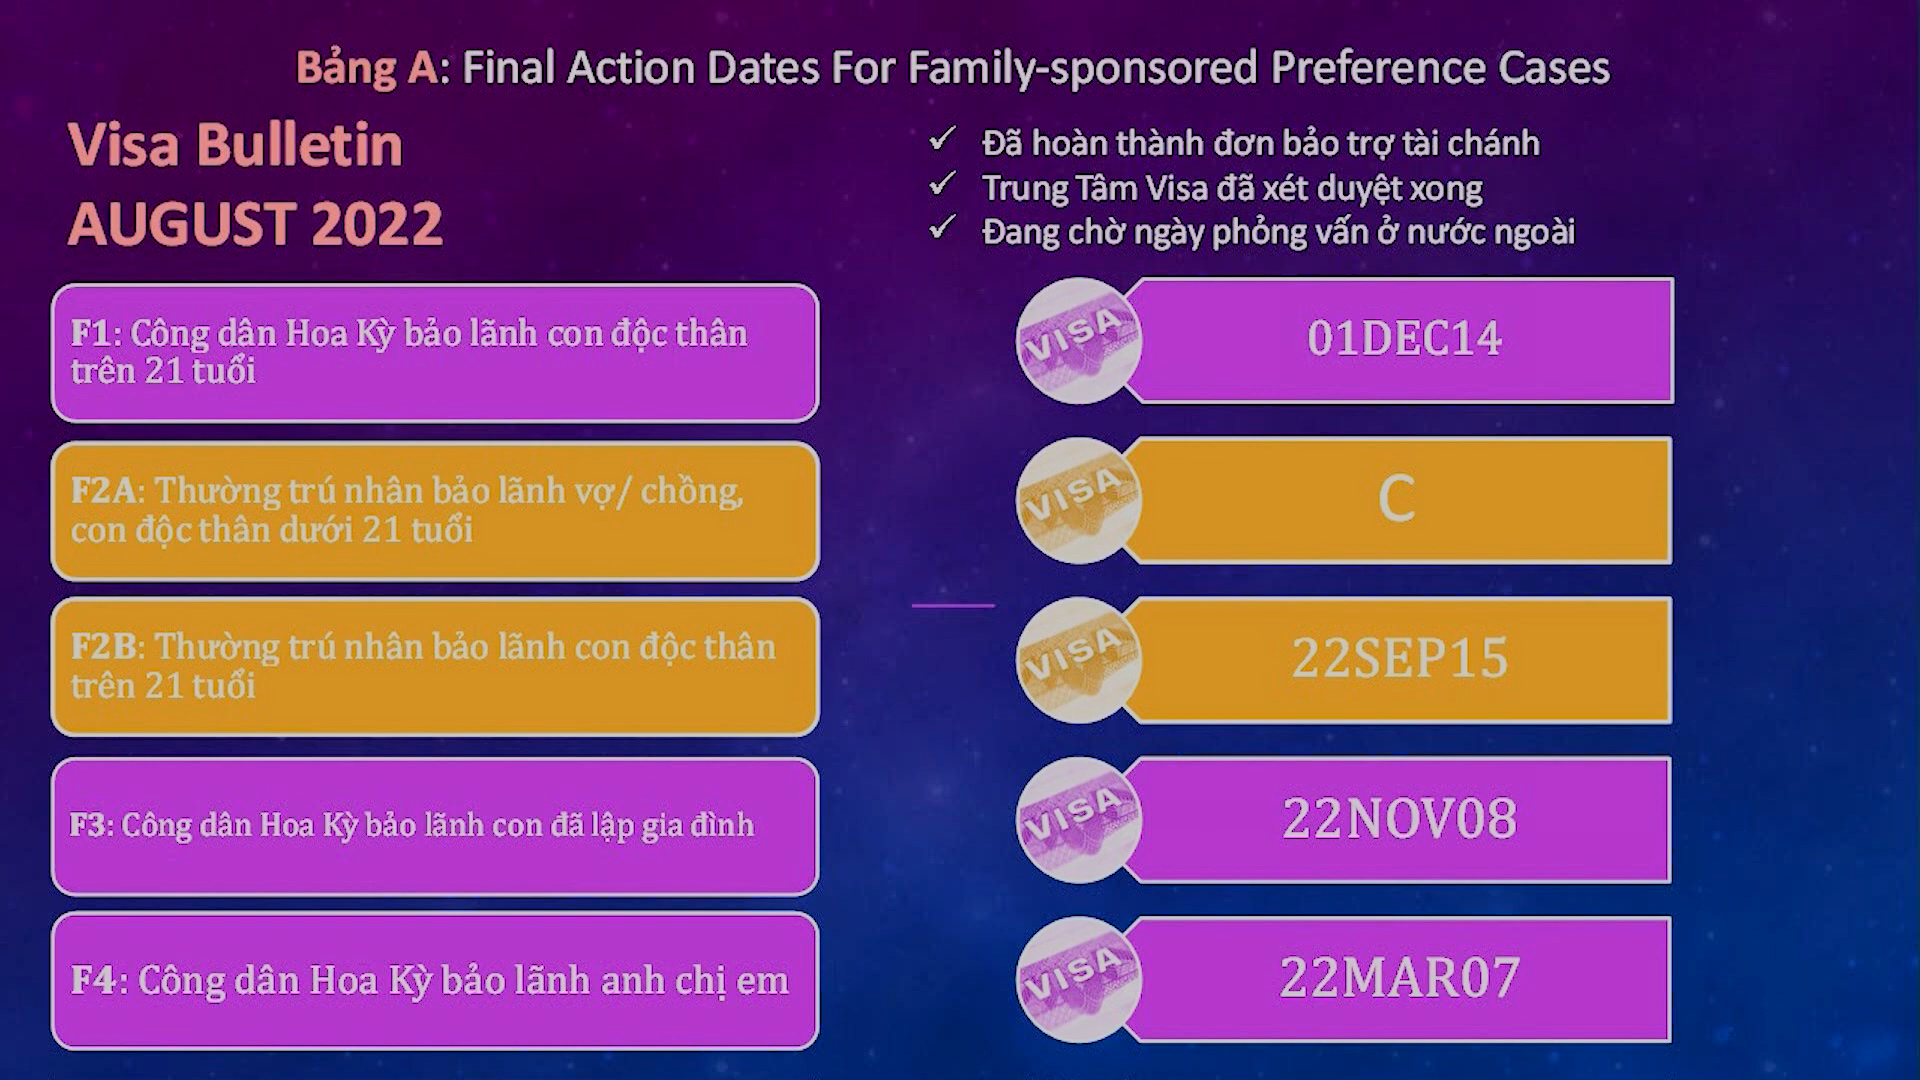 Bảng A: Final Action Dates For Family-sponsored Preference Cases
Visa Bulletin
AUGUST 2022
✓ Đã hoàn thành đơn bảo trợ tài chánh
✓ Trung Tâm Visa đã xét duyệt xong
✓ Đang chờ ngày phỏng vấn ở nước ngoài
F1: Công dân Hoa Kỳ bảo lãnh con độc thân
trên 21 tuổi
VISA
01DEC14
F2A: Thường trú nhân bảo lãnh vợ/ chồng,
con độc thân dưới 21 tuổi
VISA
C
F2B: Thường trú nhân bảo lãnh con độc thân
trên 21 tuổi
VISA
22SEP15
F3: Công dân Hoa Kỳ bảo lãnh con đã lập gia đình
VISA
22NOV08
F4: Công dân Hoa Kỳ bảo lãnh anh chị em
VISA
22MAR07